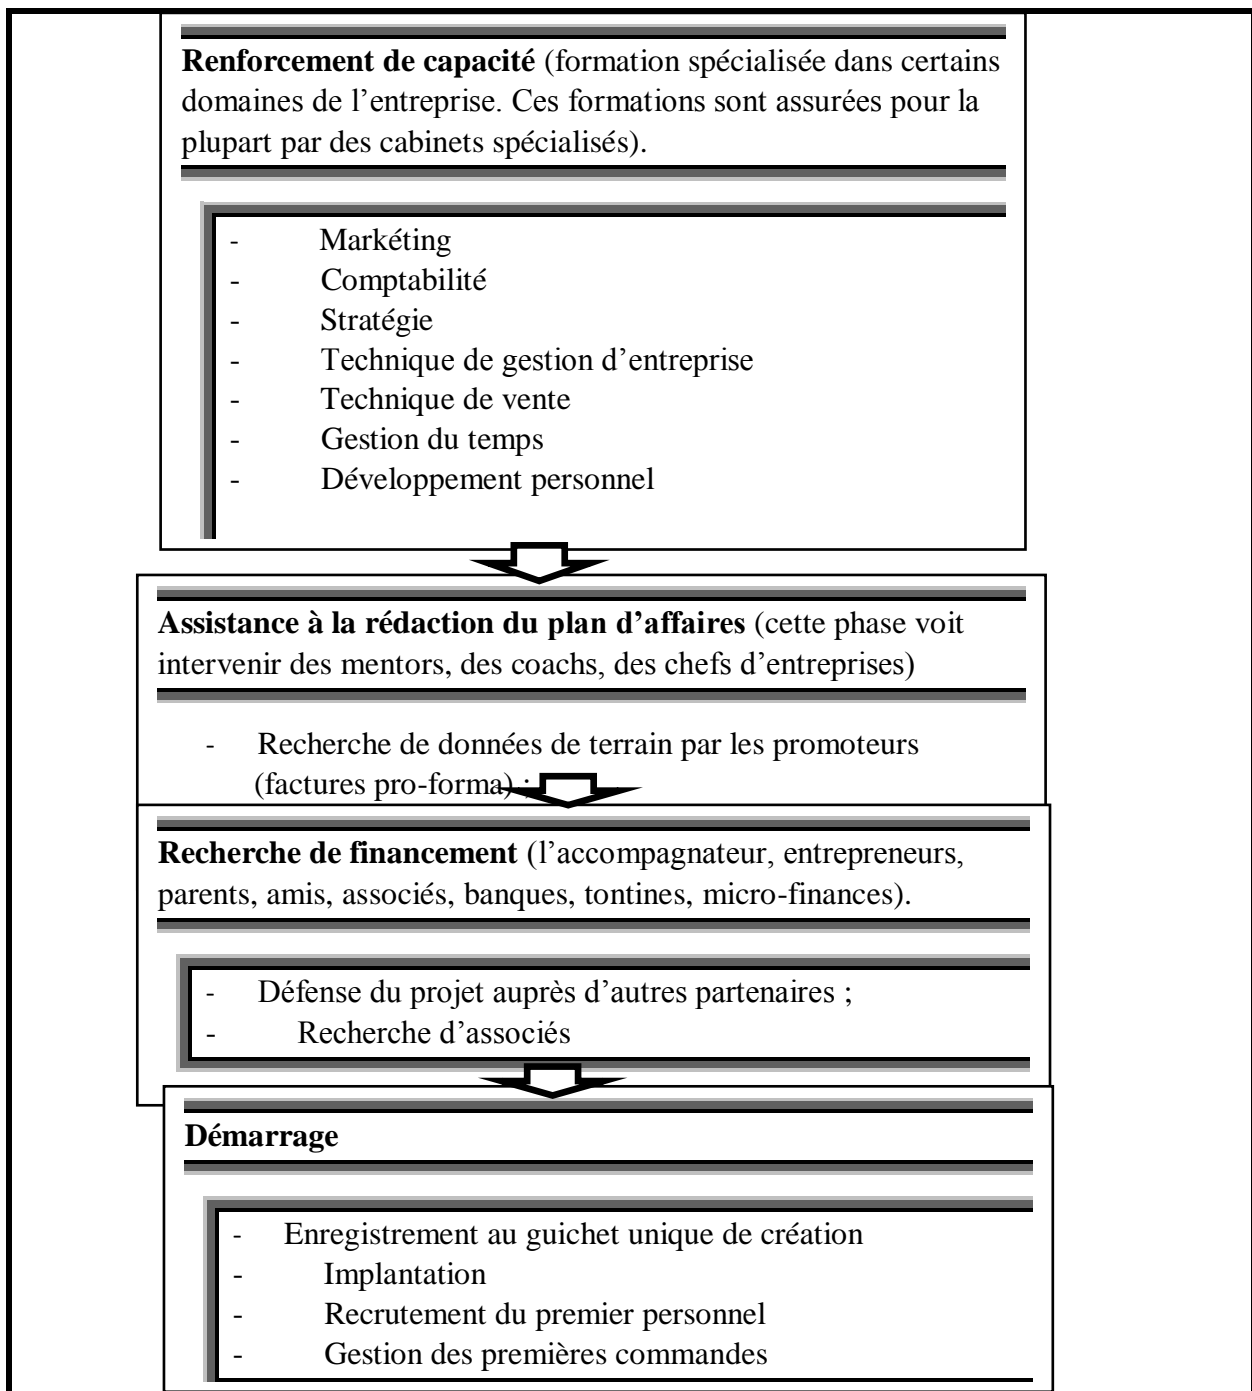 Renforcement de capacité (formation spécialisée dans certains
domaines de l’entreprise. Ces formations sont assurées pour la
plupart par des cabinets spécialisés).
- Markéting
- Comptabilité
- Stratégie
- Technique de gestion d’entreprise
- Technique de vente
- Gestion du temps
- Développement personnel
Assistance à la rédaction du plan d’affaires (cette phase voit
intervenir des mentors, des coachs, des chefs d’entreprises)
- Recherche de données de terrain par les promoteurs
(factures pro-forma) ;
Recherche de financement (l’accompagnateur, entrepreneurs,
parents, amis, associés, banques, tontines, micro-finances).
- Défense du projet auprès d’autres partenaires ;
- Recherche d’associés
Démarrage
- Enregistrement au guichet unique de création
- Implantation
- Recrutement du premier personnel
- Gestion des premières commandes